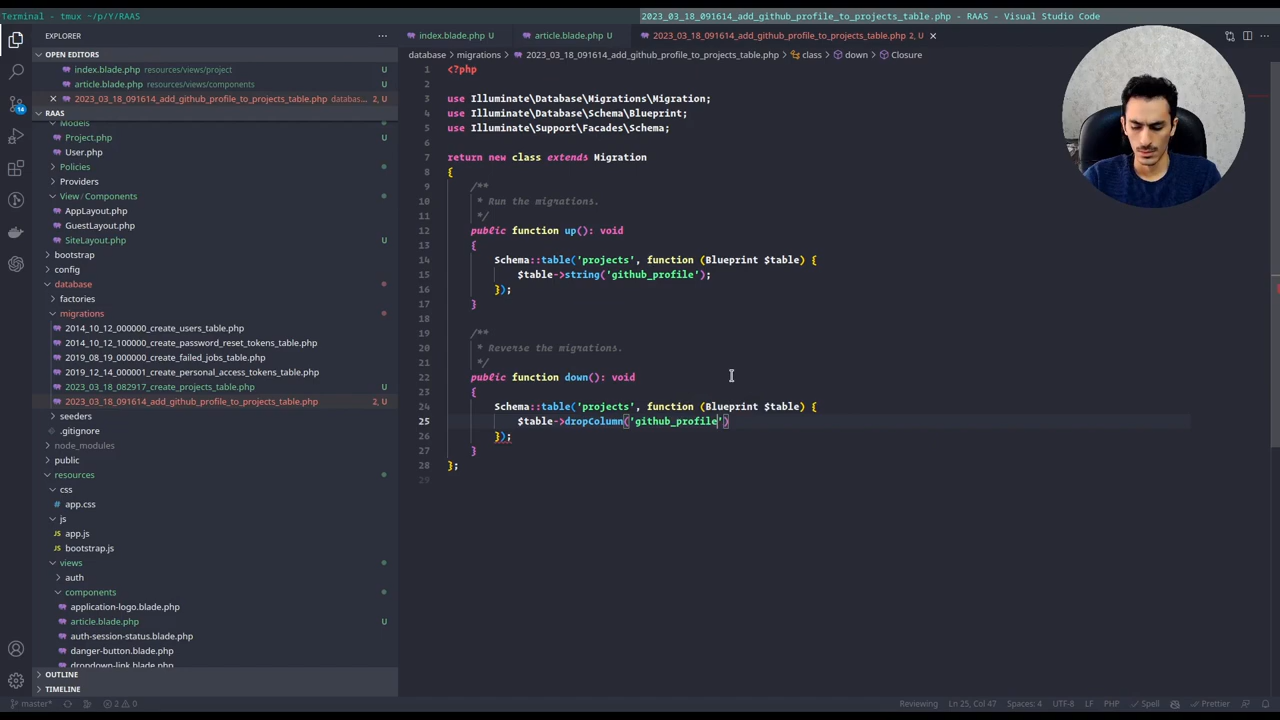 Terminal - tmux ~/p/Y/RAAS
2023_03_18_091614_add_github_profile_to_projects_table.php - RAAS - Visual Studio Code
EXPLORER
OPEN EDITORS
index.blade.php resources/views/project U
article.blade.php resources/views/components U
2023_03_18_091614_add_github_profile_to_projects_table.php databas... 2, U
RAAS
Models
Project.php U
User.php
Policies
Providers
View / Components
AppLayout.php
GuestLayout.php
SiteLayout.php U
bootstrap
config
database
factories
migrations
2014_10_12_000000_create_users_table.php
2014_10_12_100000_create_password_reset_tokens_table.php
2019_08_19_000000_create_failed_jobs_table.php
2019_12_14_000001_create_personal_access_tokens_table.php
2023_03_18_082917_create_projects_table.php U
2023_03_18_091614_add_github_profile_to_projects_table.php 2, U
seeders
.gitignore
node_modules
public
resources
css
app.css
js
app.js
bootstrap.js
views
auth
components
application-logo.blade.php
article.blade.php U
auth-session-status.blade.php
danger-button.blade.php
dropdown-link.blade.php
OUTLINE
TIMELINE
14
index.blade.php U
article.blade.php U
2023_03_18_091614_add_github_profile_to_projects_table.php 2, U
database > migrations > 2023_03_18_091614_add_github_profile_to_projects_table.php > class > down > Closure
1 <?php
2
3 use Illuminate\Database\Migrations\Migration;
4 use Illuminate\Database\Schema\Blueprint;
5 use Illuminate\Support\Facades\Schema;
6
7 return new class extends Migration
8 {
9 /**
10 * Run the migrations.
11 */
12 public function up(): void
13 {
14 Schema::table('projects', function (Blueprint $table) {
15 $table->string('github_profile');
16 });
17 }
18
19 /**
20 * Reverse the migrations.
21 */
22 public function down(): void
23 {
24 Schema::table('projects', function (Blueprint $table) {
25 $table->dropColumn('github_profile')
26 });
27 }
28 };
29
master* 2 0 Reviewing Ln 25, Col 47 Spaces: 4 UTF-8 LF PHP Spell Prettier